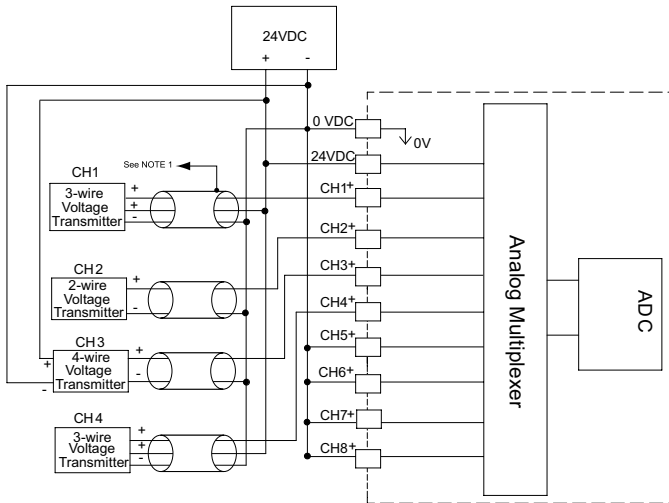 24VDC
+ -
0 VDC
0V
24VDC
See NOTE 1
CH1
3-wire
Voltage
Transmitter
+
+
-
CH1+
CH2
2-wire
Voltage
Transmitter
+
-
CH2+
CH3
4-wire
Voltage
Transmitter
+
-
+
-
CH3+
CH4
3-wire
Voltage
Transmitter
+
+
-
CH4+
CH5+
CH6+
CH7+
CH8+
Analog Multiplexer
ADC